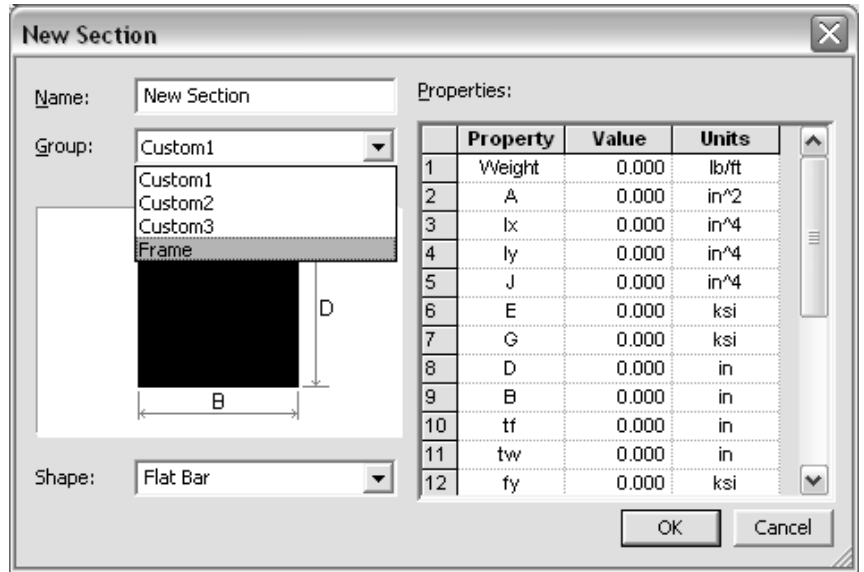 New Section
Name: New Section
Group: Custom1
Custom1
Custom2
Custom3
Frame
D
B
Shape: Flat Bar
Properties:
Property Value Units
1 Weight 0.000 lb/ft
2 A 0.000 in^2
3 Ix 0.000 in^4
4 Iy 0.000 in^4
5 J 0.000 in^4
6 E 0.000 ksi
7 G 0.000 ksi
8 D 0.000 in
9 B 0.000 in
10 tf 0.000 in
11 tw 0.000 in
12 fy 0.000 ksi
OK Cancel